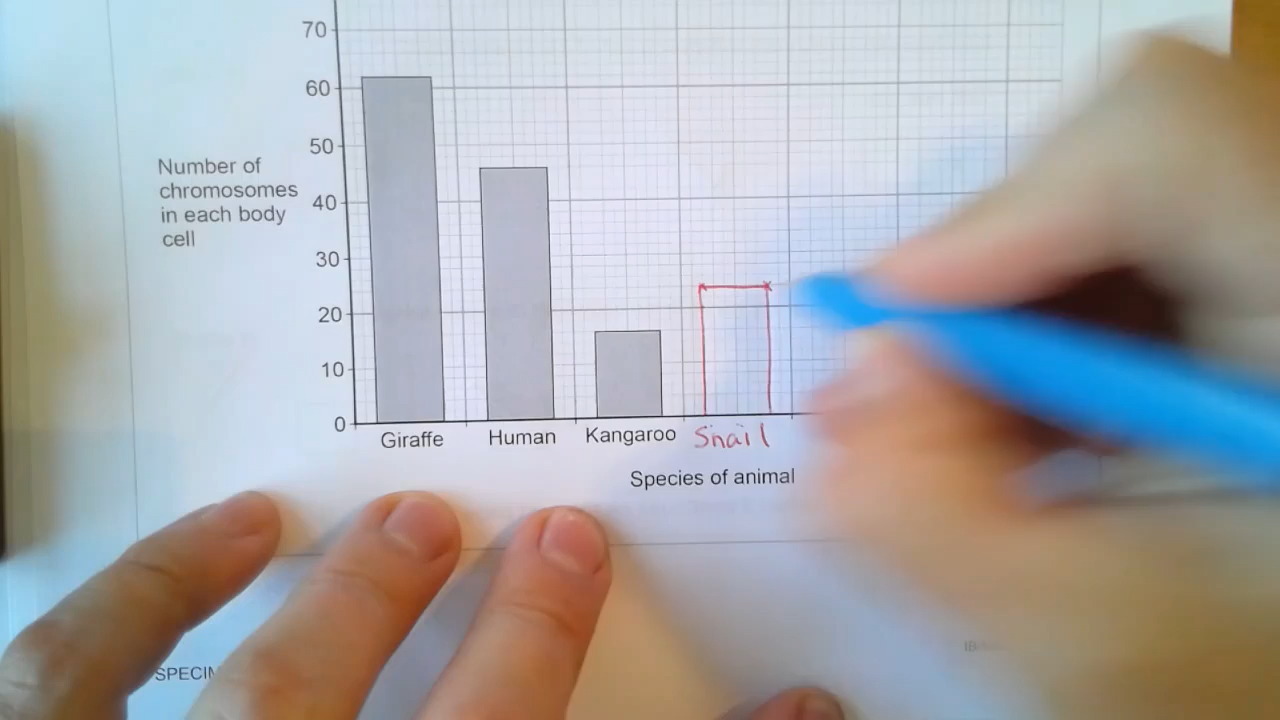 70
60
50
Number of
chromosomes
in each body
cell
40
30
20
10
0
Giraffe Human Kangaroo Snail
Species of animal
SPECIM